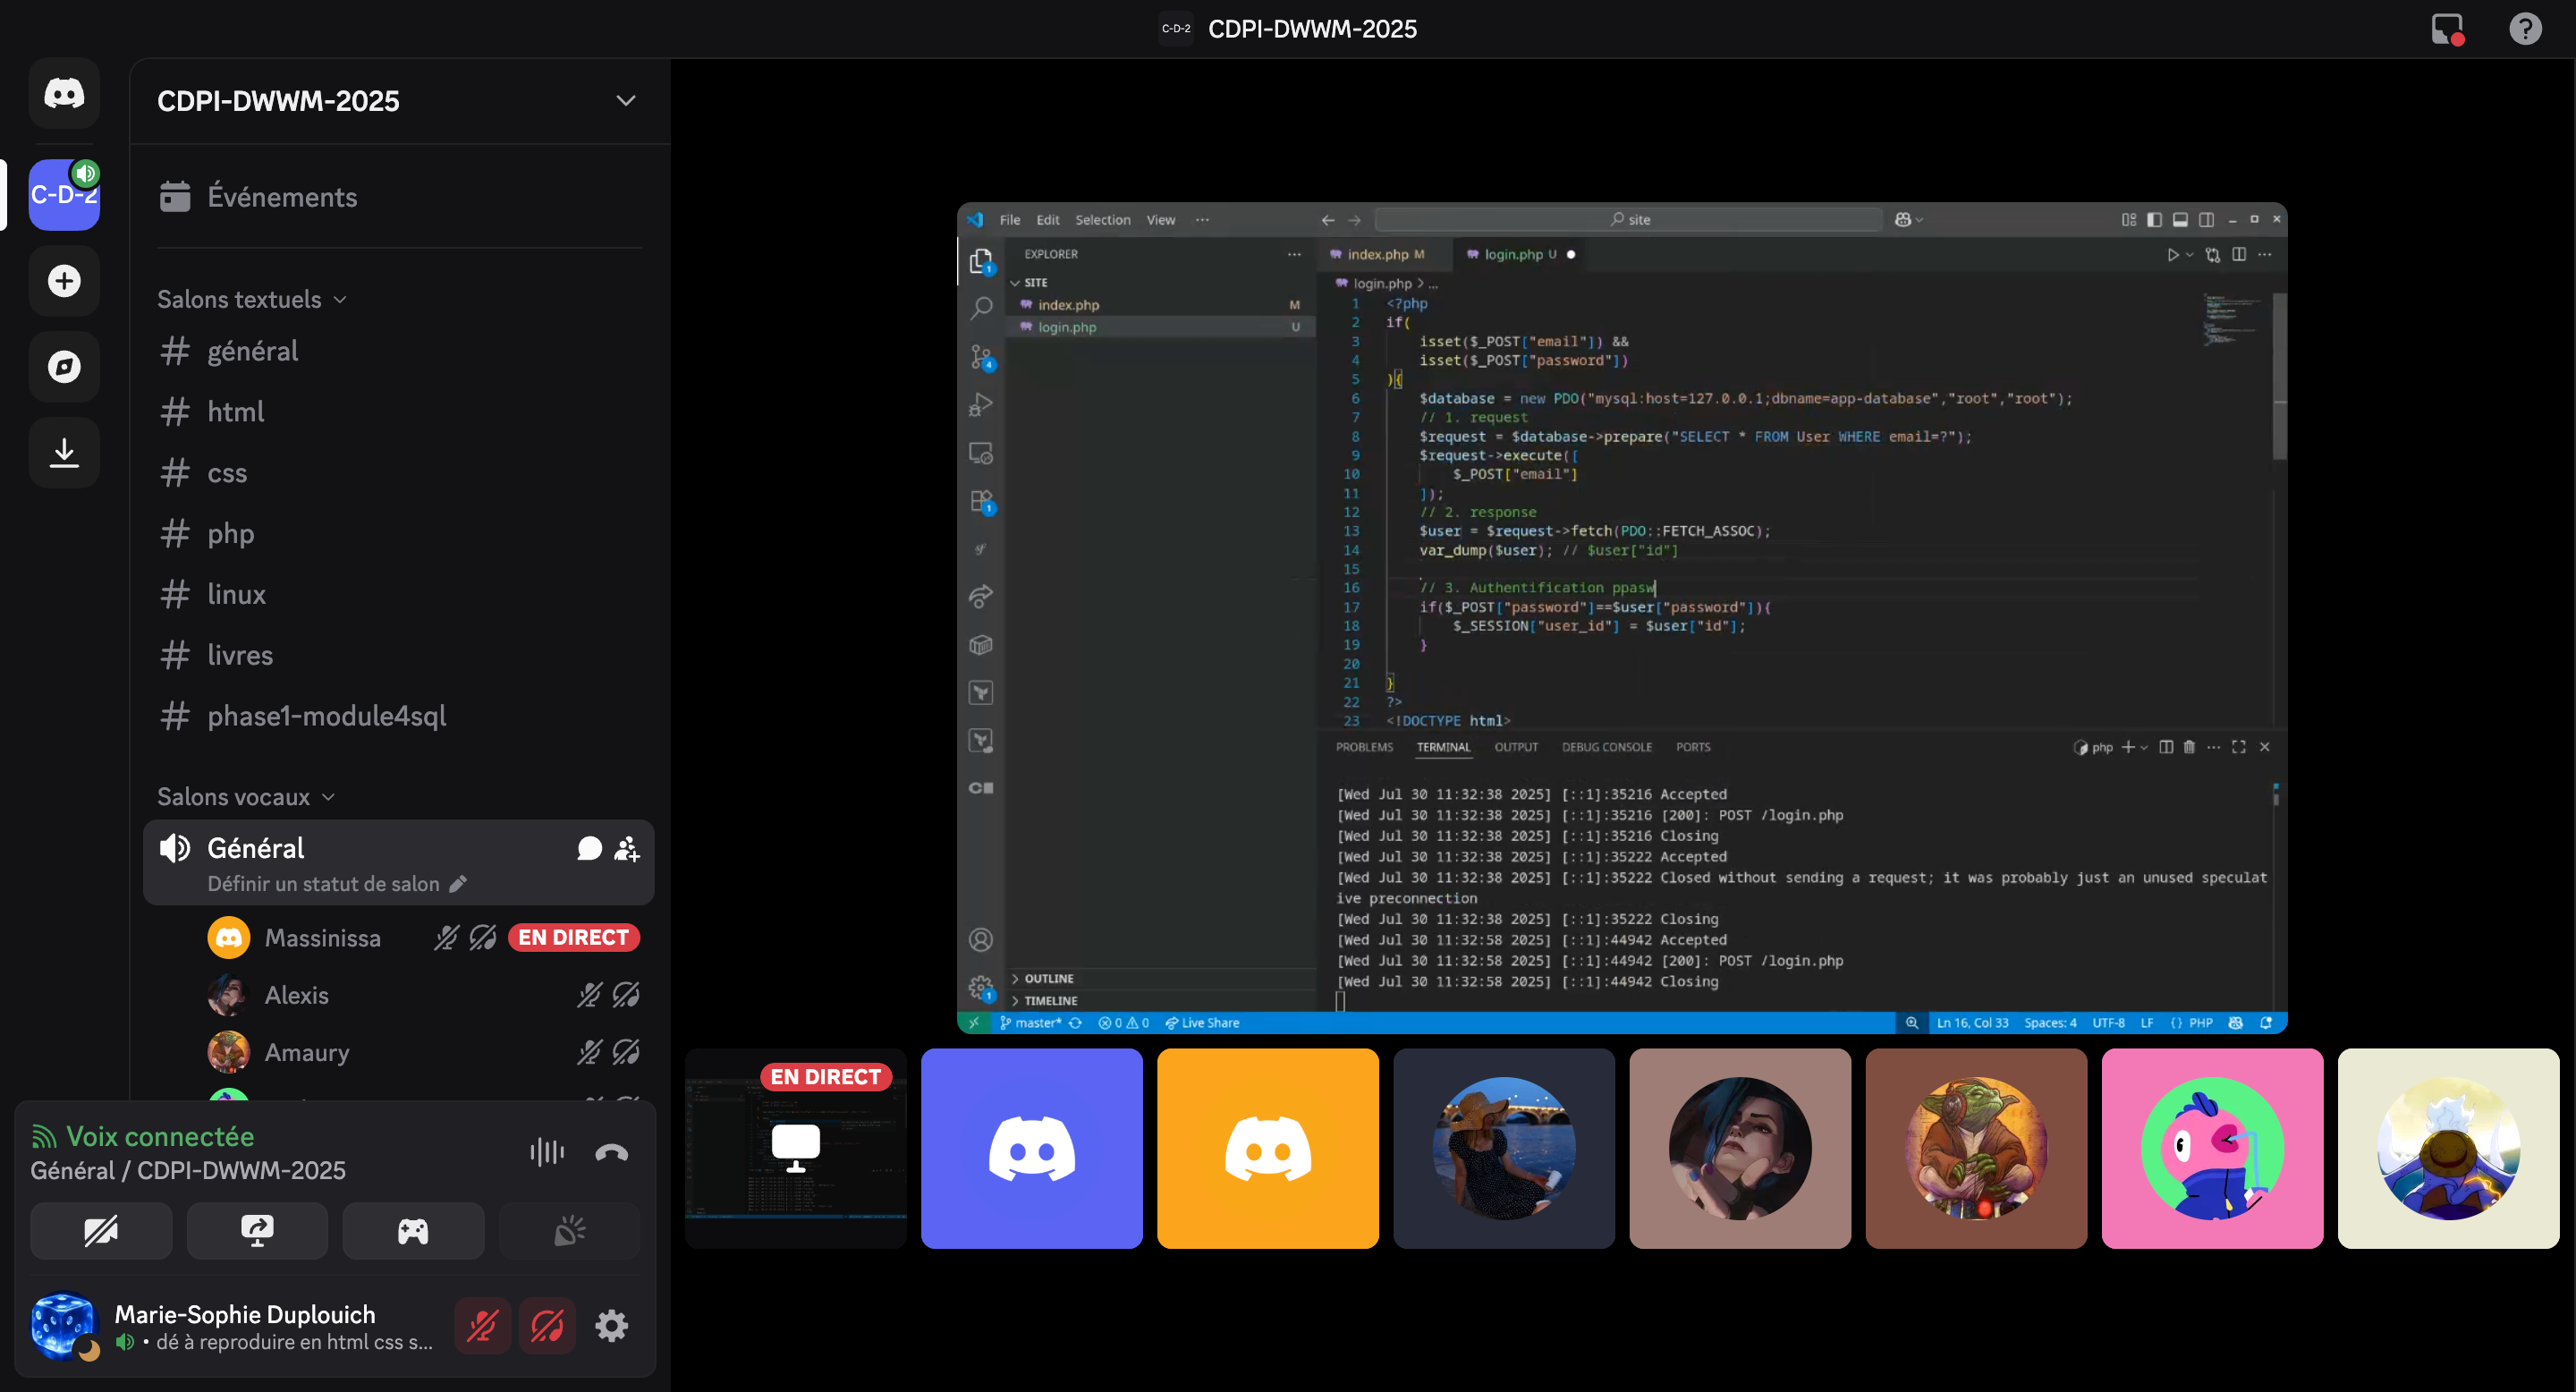 C-D-2 CDPI-DWWM-2025
C-D-2
CDPI-DWWM-2025
Événements
Salons textuels
# général
# html
# css
# php
# linux
# livres
# phase1-module4sql
Salons vocaux
Général
Définir un statut de salon
Massinissa EN DIRECT
Alexis
Amaury
Voix connectée
Général / CDPI-DWWM-2025
Marie-Sophie Duplouich
• dé à reproduire en html css s...
File Edit Selection View ···
site
EXPLORER ···
SITE
index.php M
login.php U
OUTLINE
TIMELINE
index.php M login.php U ●
login.php > ...
1 <?php
2 if(
3 isset($_POST["email"]) &&
4 isset($_POST["password"])
5 ){
6 $database = new PDO("mysql:host=127.0.0.1;dbname=app-database","root","root");
7 // 1. request
8 $request = $database->prepare("SELECT * FROM User WHERE email=?");
9 $request->execute([
10 $_POST["email"]
11 ]);
12 // 2. response
13 $user = $request->fetch(PDO::FETCH_ASSOC);
14 var_dump($user); // $user["id"]
15
16 // 3. Authentification ppasw
17 if($_POST["password"]==$user["password"]){
18 $_SESSION["user_id"] = $user["id"];
19 }
20
21 }
22 ?>
23 <!DOCTYPE html>
PROBLEMS TERMINAL OUTPUT DEBUG CONSOLE PORTS
php
[Wed Jul 30 11:32:38 2025] [::1]:35216 Accepted
[Wed Jul 30 11:32:38 2025] [::1]:35216 [200]: POST /login.php
[Wed Jul 30 11:32:38 2025] [::1]:35216 Closing
[Wed Jul 30 11:32:38 2025] [::1]:35222 Accepted
[Wed Jul 30 11:32:38 2025] [::1]:35222 Closed without sending a request; it was probably just an unused speculat
ive preconnection
[Wed Jul 30 11:32:38 2025] [::1]:35222 Closing
[Wed Jul 30 11:32:58 2025] [::1]:44942 Accepted
[Wed Jul 30 11:32:58 2025] [::1]:44942 [200]: POST /login.php
[Wed Jul 30 11:32:58 2025] [::1]:44942 Closing
master* 0 0 Live Share
Ln 16, Col 33 Spaces: 4 UTF-8 LF {} PHP
EN DIRECT